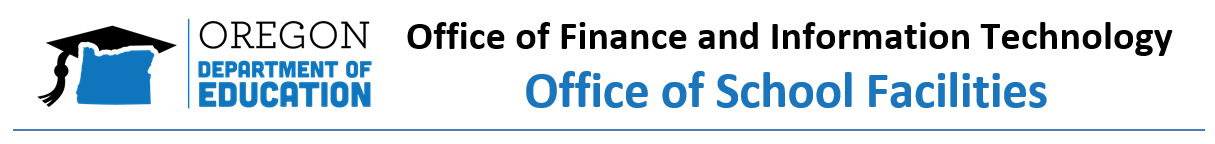 OREGON
DEPARTMENT OF
EDUCATION
Office of Finance and Information Technology
Office of School Facilities